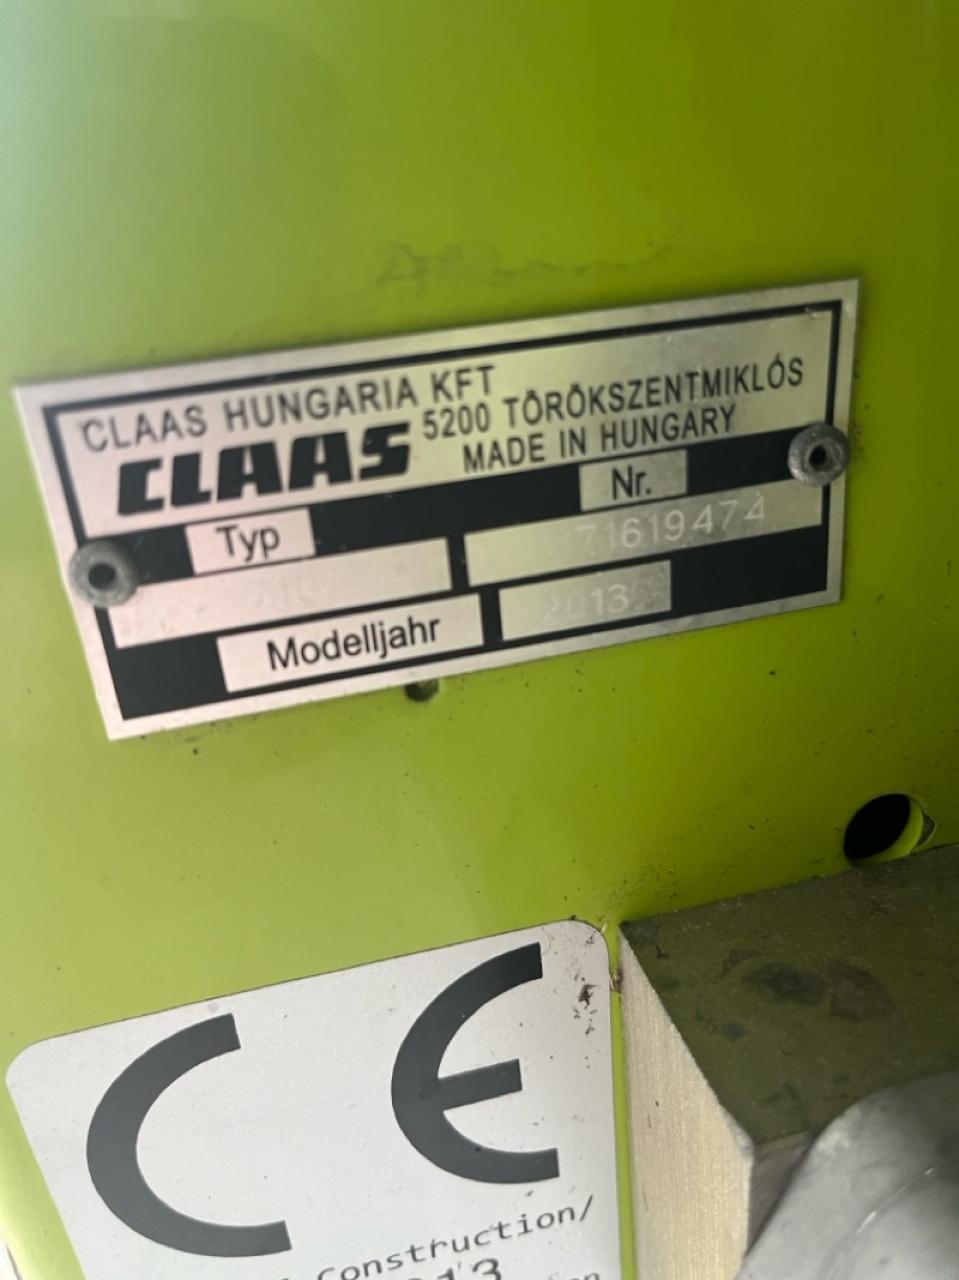 CLAAS HUNGARIA KFT
CLAAS 5200 TÖRÖKSZENTMIKLÓS
MADE IN HUNGARY
Typ Nr.
71619474
Modelljahr 2013
CE
construction/